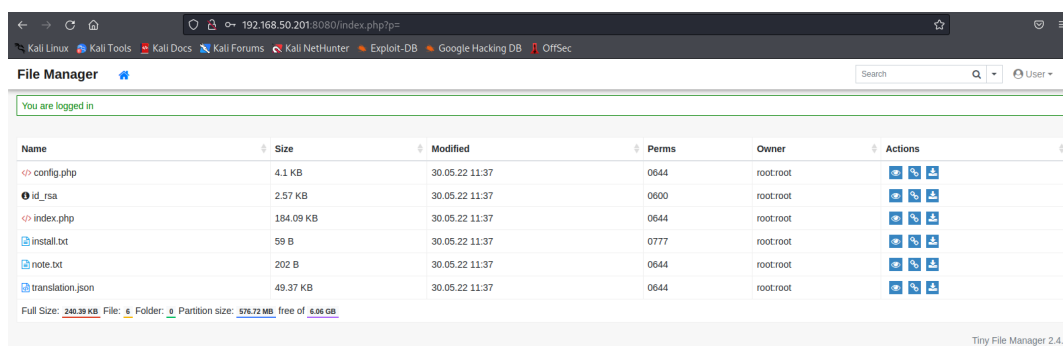 192.168.50.201:8080/index.php?p=
Kali Linux Kali Tools Kali Docs Kali Forums Kali NetHunter Exploit-DB Google Hacking DB OffSec
File Manager Search User
You are logged in
Name Size Modified Perms Owner Actions
config.php 4.1 KB 30.05.22 11:37 0644 root:root
id_rsa 2.57 KB 30.05.22 11:37 0600 root:root
index.php 184.09 KB 30.05.22 11:37 0644 root:root
install.txt 59 B 30.05.22 11:37 0777 root:root
note.txt 202 B 30.05.22 11:37 0644 root:root
translation.json 49.37 KB 30.05.22 11:37 0644 root:root
Full Size: 240.39 KB File: 6 Folder: 0 Partition size: 576.72 MB free of 6.06 GB
Tiny File Manager 2.4